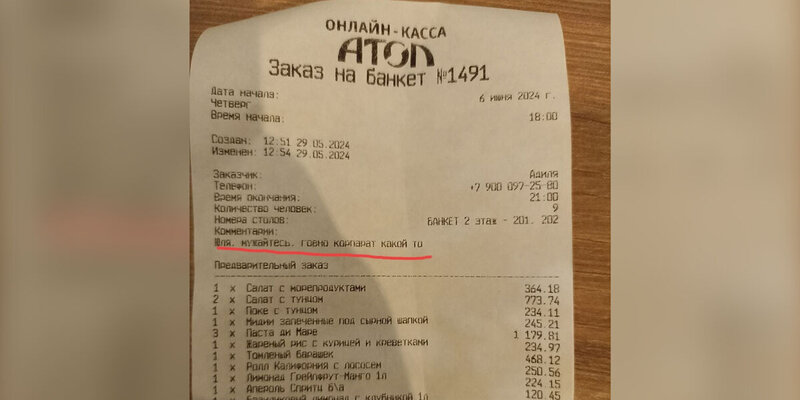 ОНЛАЙН-КАССА
АТОЛ
Заказ на банкет №1491
Дата начала: 6 июня 2024 г.
Четверг
Время начала: 18:00
Создан: 12:51 29.05.2024
Изменен: 12:54 29.05.2024
Заказчик: Адиля
Телефон: +7 900 097-25-80
Время окончания: 21:00
Количество человек: 9
Номера столов: БАНКЕТ 2 этаж - 201, 202
Комментарии:
Юля, мужайтесь, говно корпарат какой то
Предварительный заказ
1 x Салат с морепродуктами 364.18
2 x Салат с тунцом 773.74
1 x Поке с тунцом 234.11
1 x Мидии запеченные под сырной шапкой 245.21
3 x Паста ди Маре 1 179.81
1 x Жареный рис с курицей и креветками 234.97
1 x Томленый Барашек 468.12
1 x Ролл Калифорния с лососем 250.56
1 x Лимонад Грейпфрут-Манго 1л 224.15
1 x Апероль Спритц б/а 120.45
лимонад с клубникой 1л